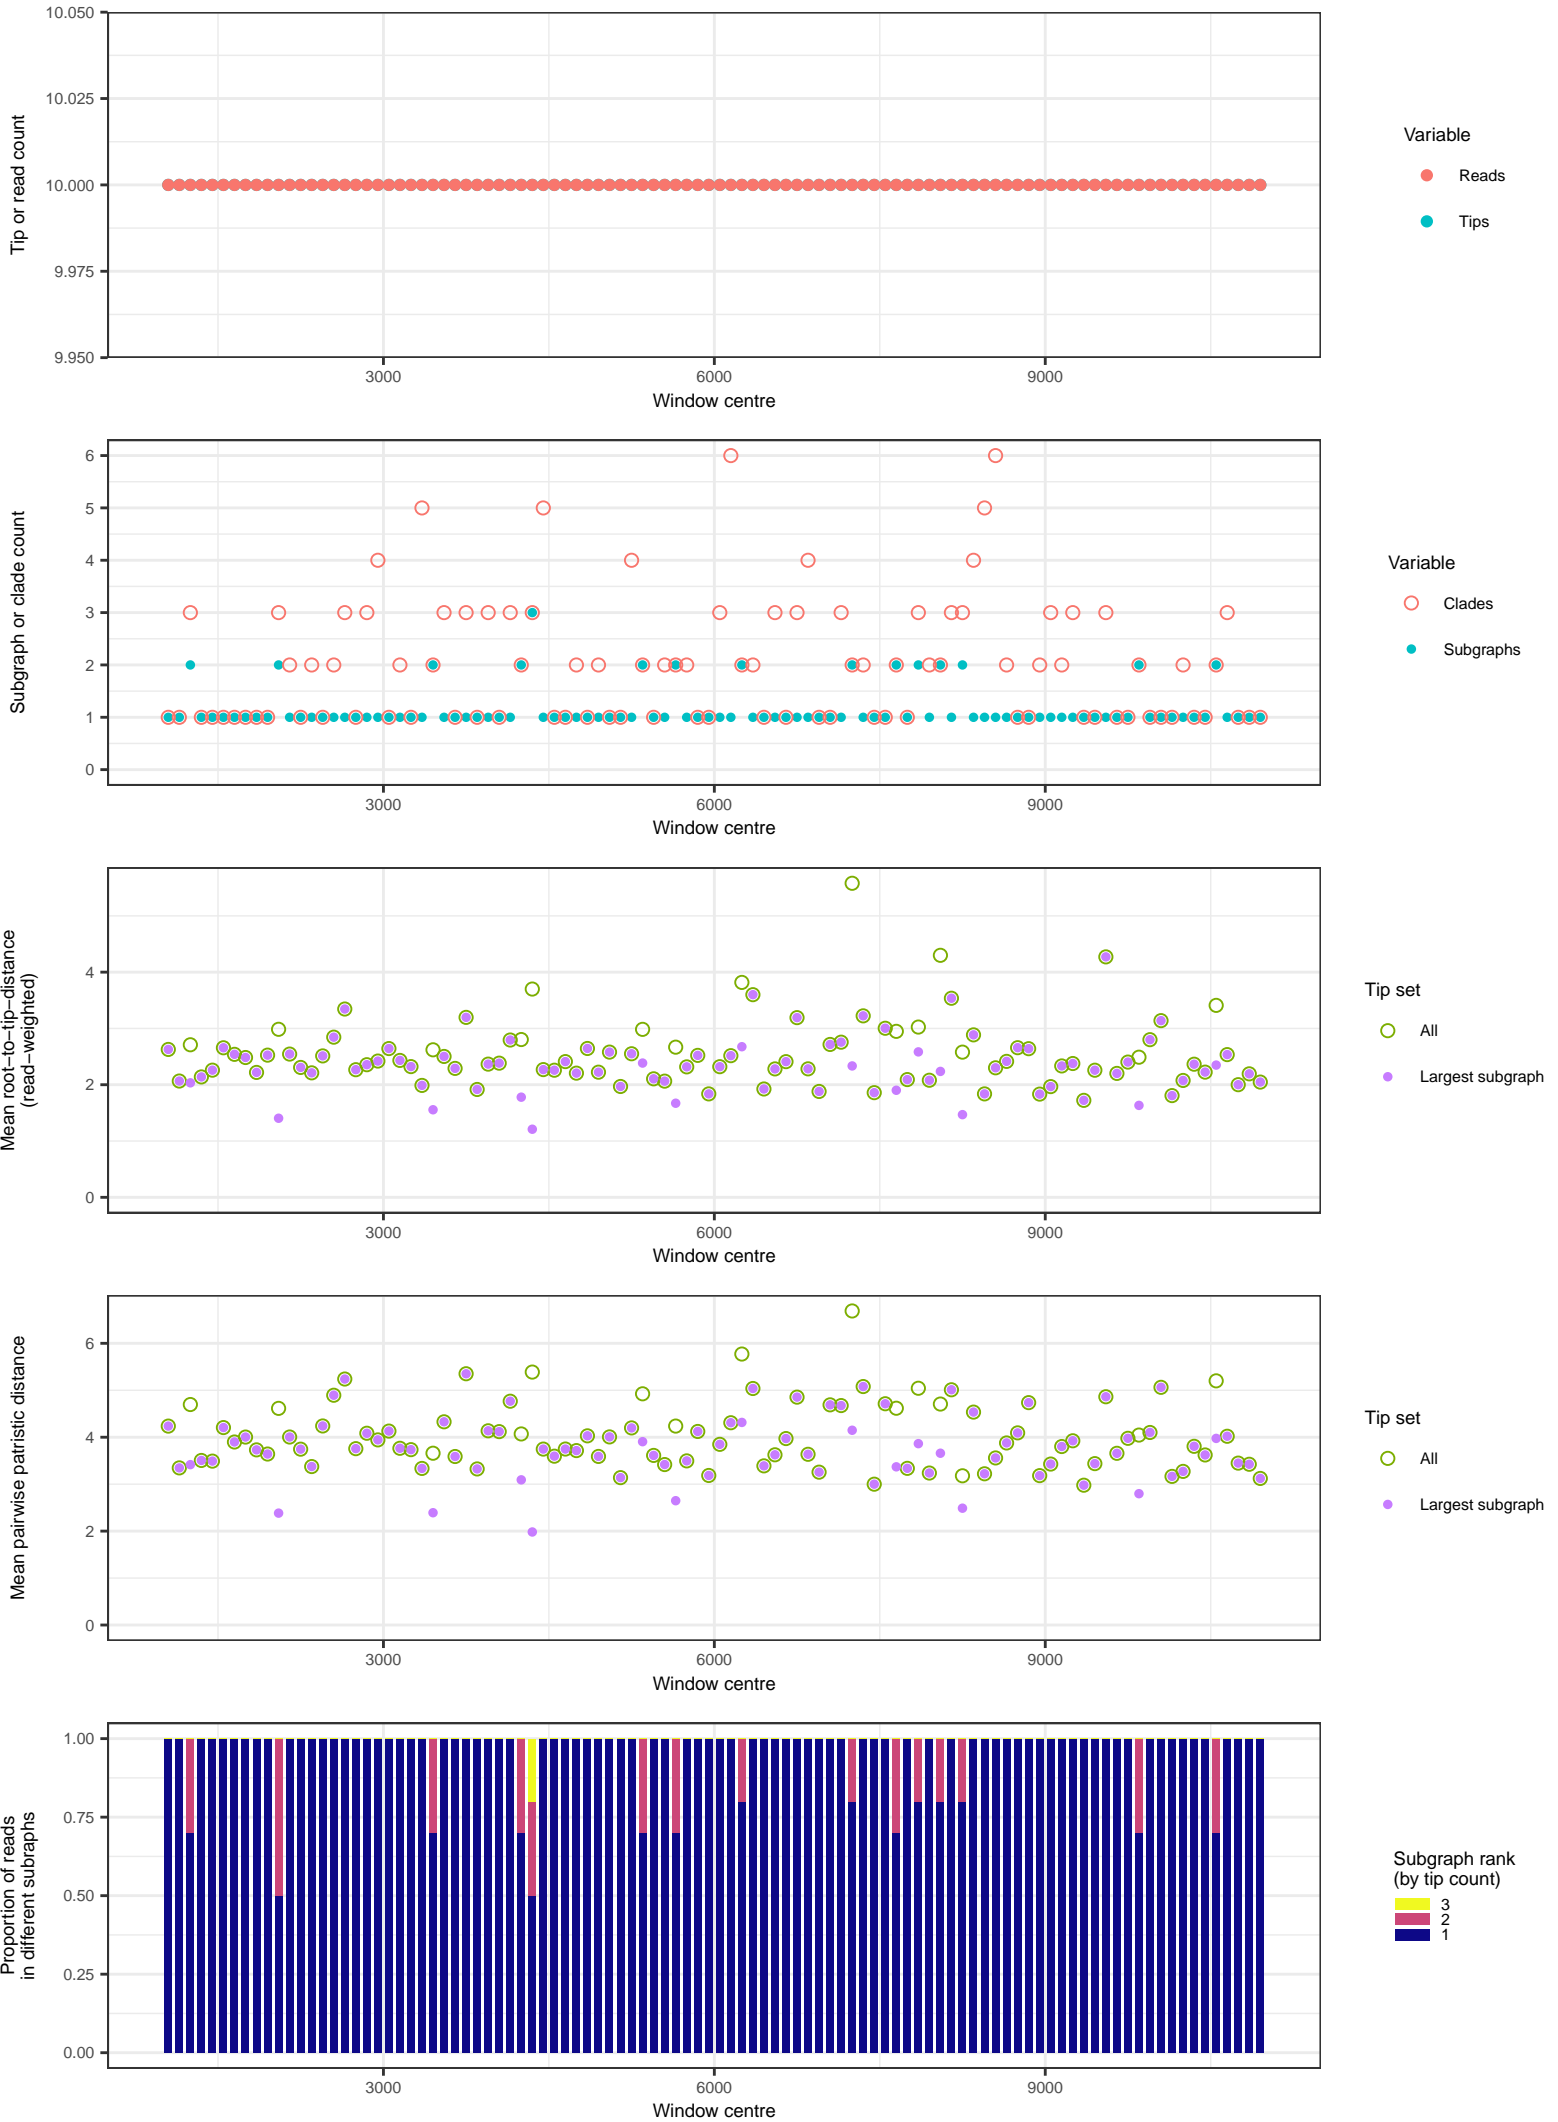 10.050
10.025
10.000
9.975
9.950
Tip or read count
3000 6000 9000
Window centre
Variable
Reads
Tips
6
5
4
3
2
1
0
Subgraph or clade count
3000 6000 9000
Window centre
Variable
Clades
Subgraphs
4
2
0
Mean root−to−tip−distance
(read−weighted)
3000 6000 9000
Window centre
Tip set
All
Largest subgraph
6
4
2
0
Mean pairwise patristic distance
3000 6000 9000
Window centre
Tip set
All
Largest subgraph
1.00
0.75
0.50
0.25
0.00
Proportion of reads
in different subraphs
3000 6000 9000
Window centre
Subgraph rank
(by tip count)
3
2
1